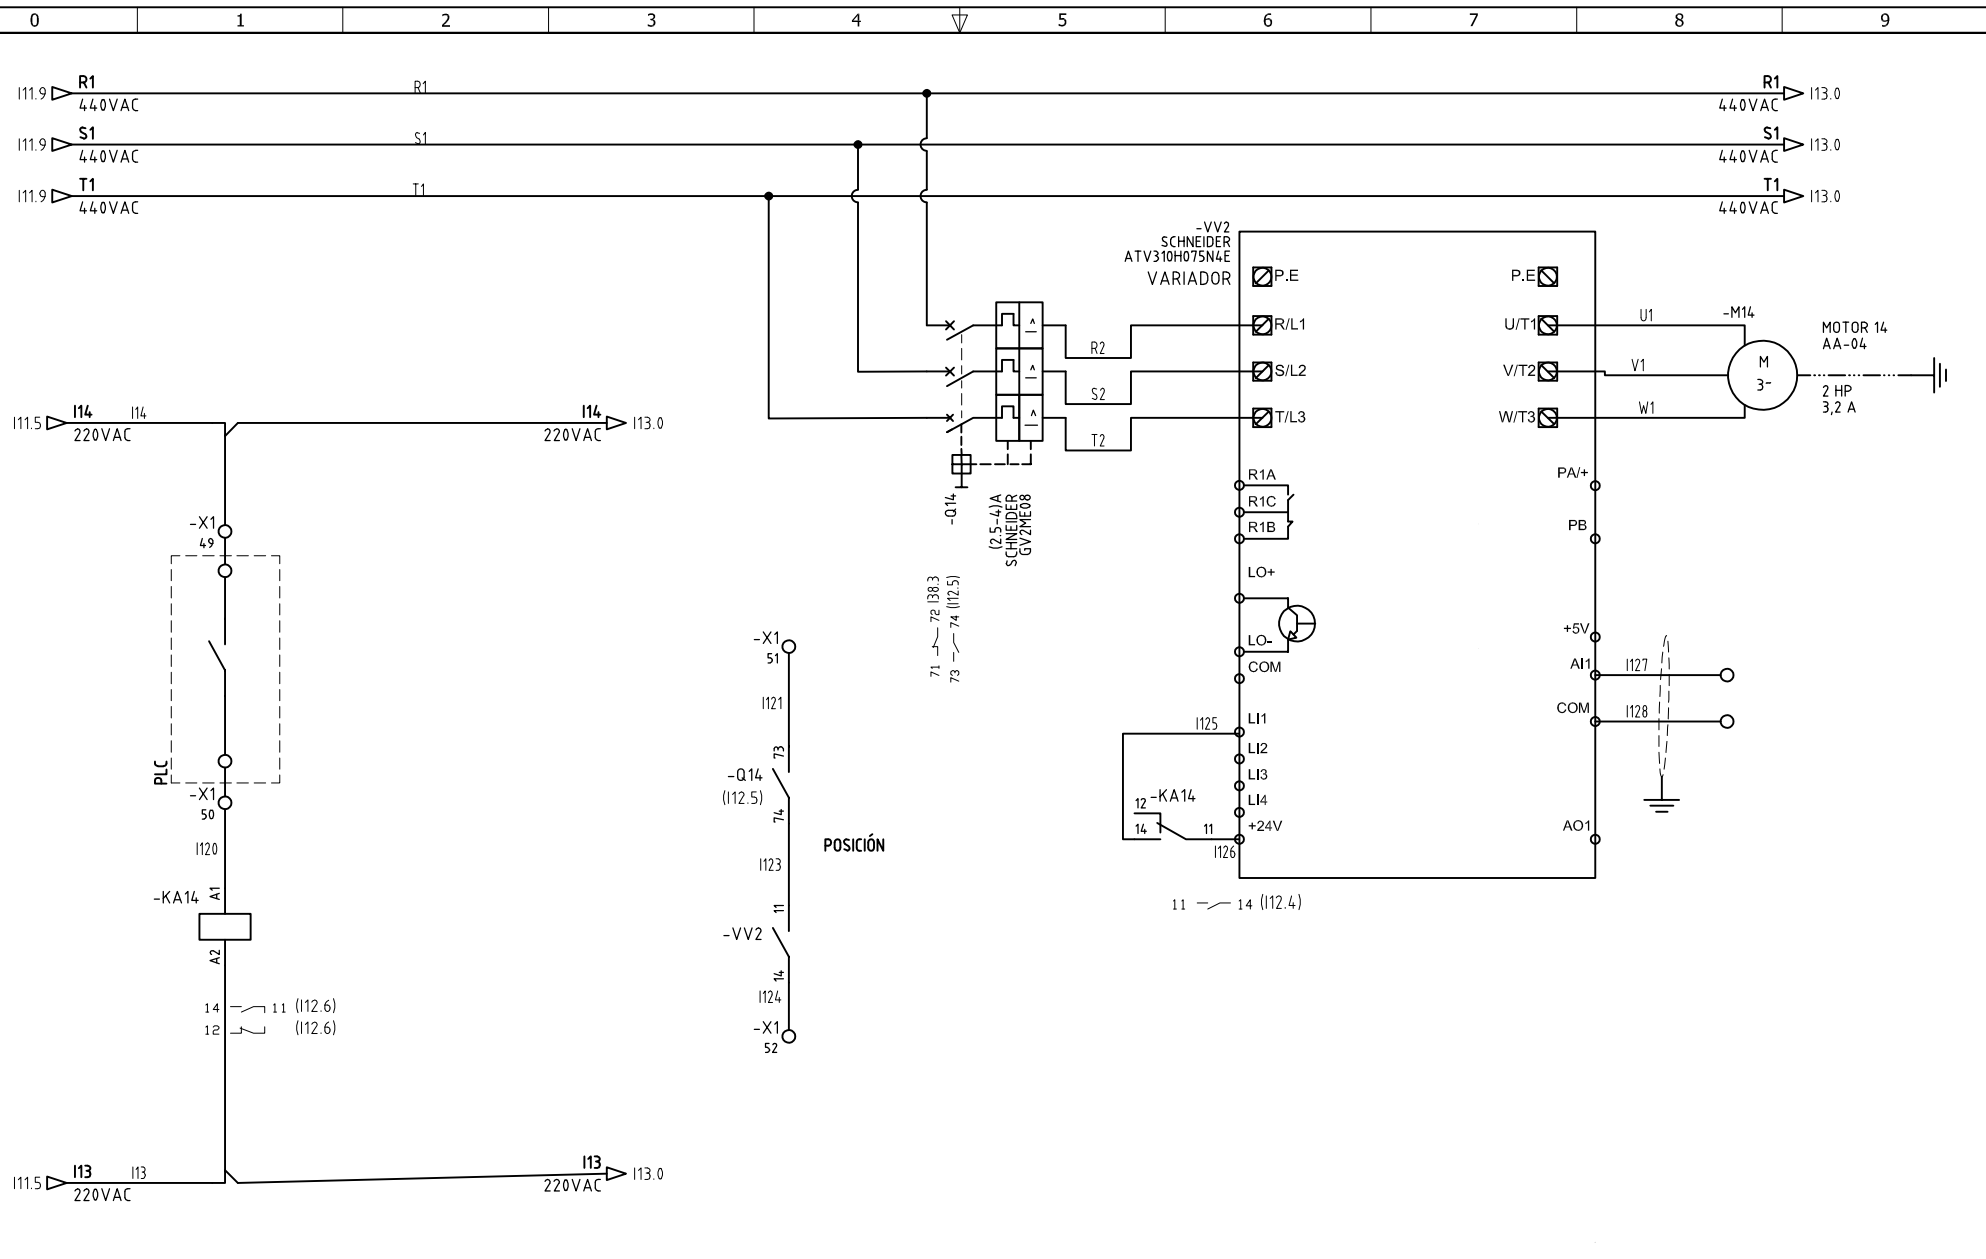 0 1 2 3 4 5 6 7 8 9
I11.9 R1 R1 R1 I13.0
440VAC 440VAC
I11.9 S1 S1 S1 I13.0
440VAC 440VAC
I11.9 T1 T1 T1 I13.0
440VAC 440VAC
-VV2
SCHNEIDER
ATV310H075N4E
VARIADOR
P.E P.E
R/L1 U/T1 U1 -M14
R2
S/L2 V/T2 V1
S2
T/L3 W/T3 W1
T2
M
3~
MOTOR 14
AA-04
2 HP
3,2 A
I11.5 I14 I14 I14 I13.0
220VAC 220VAC
-Q14
(2.5-4)A
SCHNEIDER
GV2ME08
71 72 I38.3
73 74 (I12.5)
R1A PA/+
R1C
R1B PB
LO+
LO-
COM
+5V
AI1 I127
COM I128
LI1 I125
LI2
LI3
LI4
+24V AO1
I126
12 -KA14
14 11
11 14 (I12.4)
-X1
49
PLC
-X1
50
I120
-KA14 A1
A2
14 11 (I12.6)
12 (I12.6)
-X1
51
I121
73
-Q14
(I12.5)
74
POSICIÓN
I123
11
-VV2
14
I124
-X1
52
I11.5 I13 I13 I13 I13.0
220VAC 220VAC